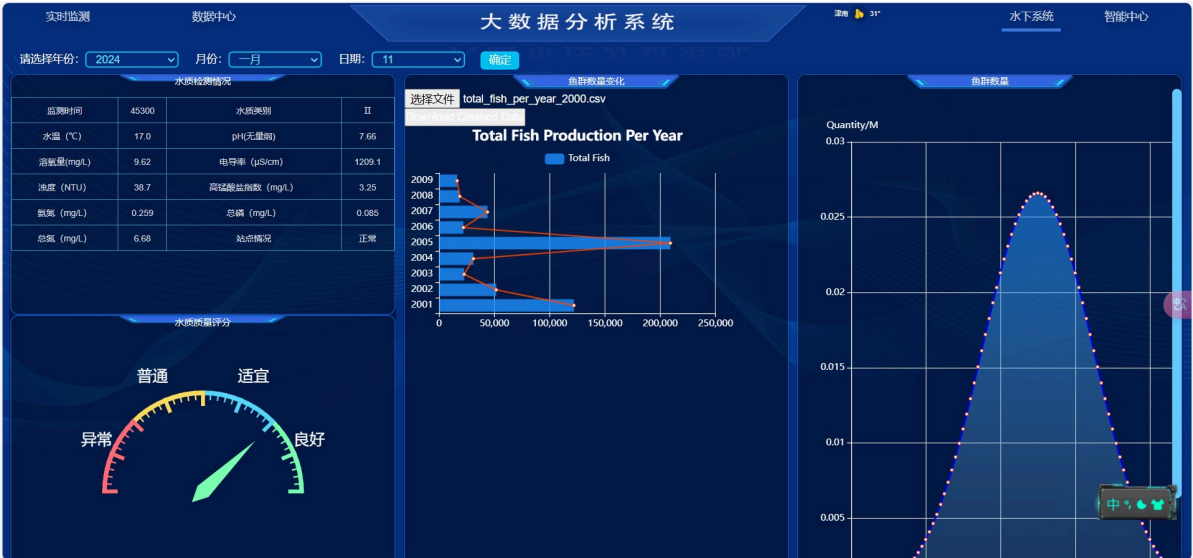 实时监测 数据中心 大数据分析系统 津南 31° 水下系统 智能中心
请选择年份: 2024 月份: 一月 日期: 11 确定
水质检测情况
监测时间 45300 水质类别 II
水温（℃） 17.0 pH(无量纲) 7.66
溶氧量(mg/L) 9.62 电导率（μS/cm） 1209.1
浊度（NTU） 38.7 高锰酸盐指数（mg/L） 3.25
氨氮（mg/L） 0.259 总磷（mg/L） 0.085
总氮（mg/L） 6.68 站点情况 正常
水质质量评分
普通 适宜
异常 良好
鱼群数量变化
选择文件 total_fish_per_year_2000.csv
Download Cleaned Data
Total Fish Production Per Year
Total Fish
2009
2008
2007
2006
2005
2004
2003
2002
2001
0 50,000 100,000 150,000 200,000 250,000
鱼群数量
Quantity/M
0.03
0.025
0.02
0.015
0.01
0.005
中